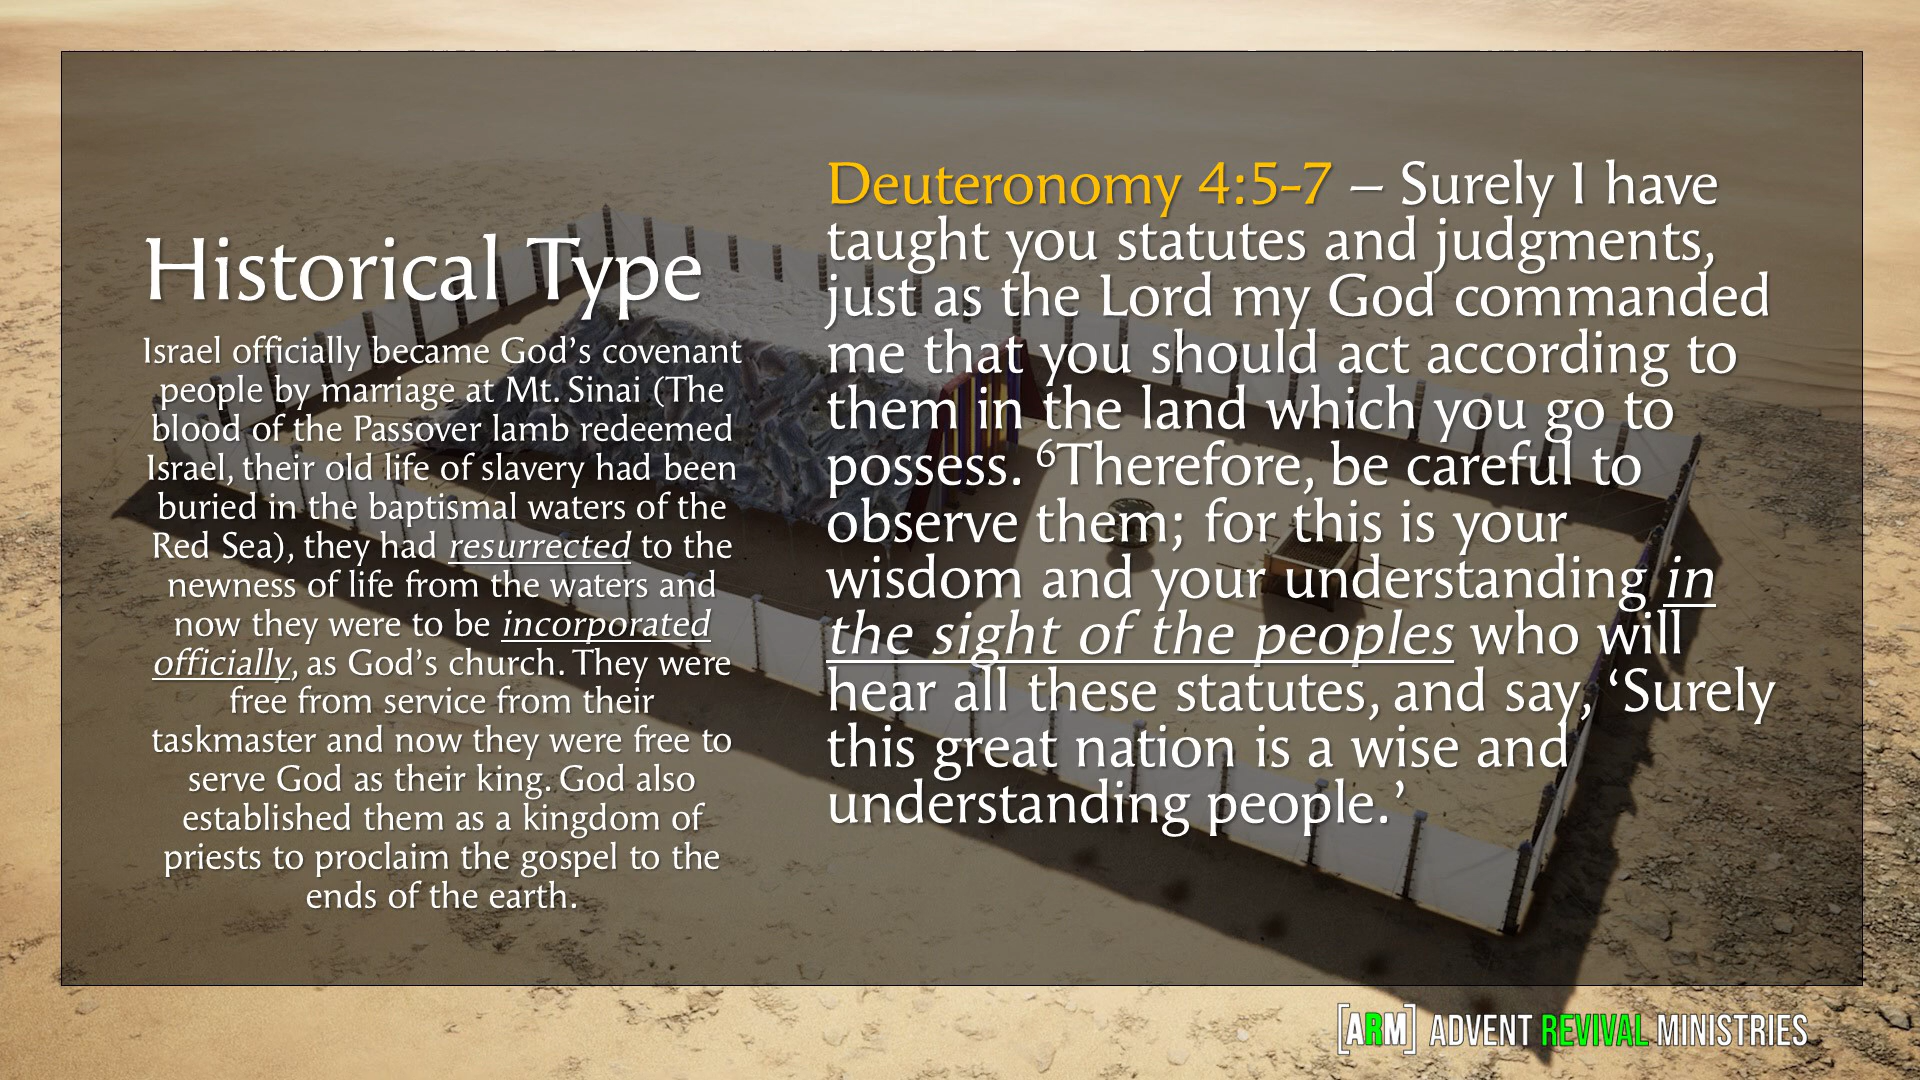 Historical Type
Israel officially became God’s covenant
people by marriage at Mt. Sinai (The
blood of the Passover lamb redeemed
Israel, their old life of slavery had been
buried in the baptismal waters of the
Red Sea), they had resurrected to the
newness of life from the waters and
now they were to be incorporated
officially, as God’s church. They were
free from service from their
taskmaster and now they were free to
serve God as their king. God also
established them as a kingdom of
priests to proclaim the gospel to the
ends of the earth.
Deuteronomy 4:5-7 – Surely I have
taught you statutes and judgments,
just as the Lord my God commanded
me that you should act according to
them in the land which you go to
possess. ⁶Therefore, be careful to
observe them; for this is your
wisdom and your understanding in
the sight of the peoples who will
hear all these statutes, and say, ‘Surely
this great nation is a wise and
understanding people.’
[ARM] ADVENT REVIVAL MINISTRIES